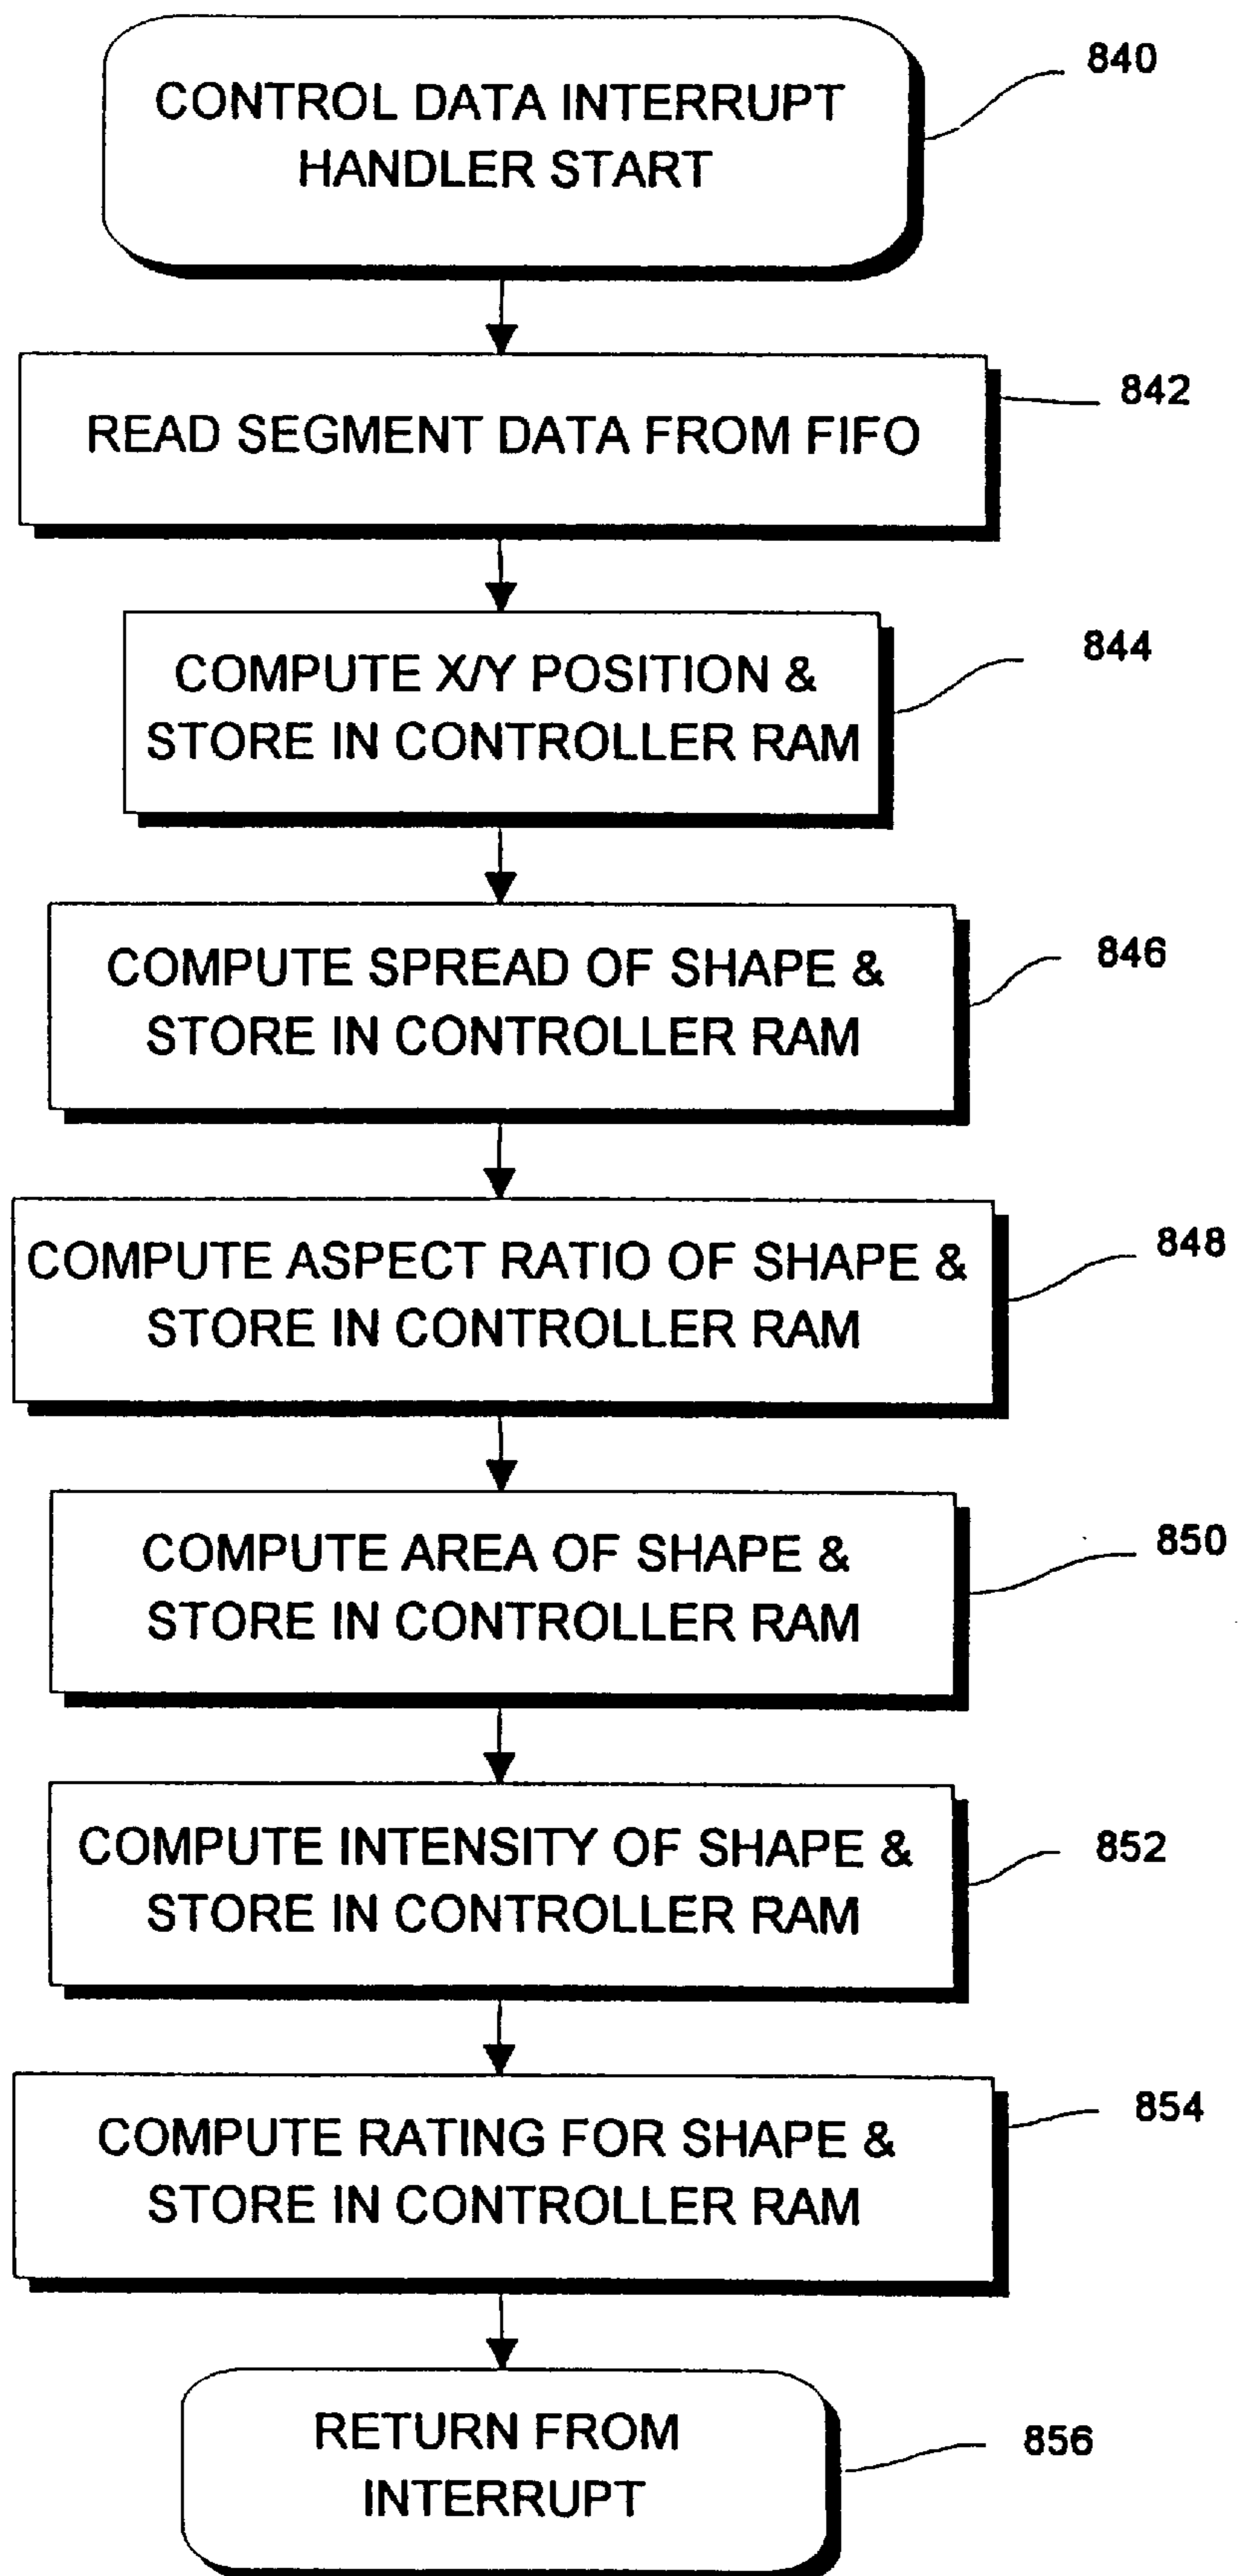 CONTROL DATA INTERRUPT
HANDLER START
840
READ SEGMENT DATA FROM FIFO
842
COMPUTE X/Y POSITION &
STORE IN CONTROLLER RAM
844
COMPUTE SPREAD OF SHAPE &
STORE IN CONTROLLER RAM
846
COMPUTE ASPECT RATIO OF SHAPE &
STORE IN CONTROLLER RAM
848
COMPUTE AREA OF SHAPE &
STORE IN CONTROLLER RAM
850
COMPUTE INTENSITY OF SHAPE &
STORE IN CONTROLLER RAM
852
COMPUTE RATING FOR SHAPE &
STORE IN CONTROLLER RAM
854
RETURN FROM
INTERRUPT
856